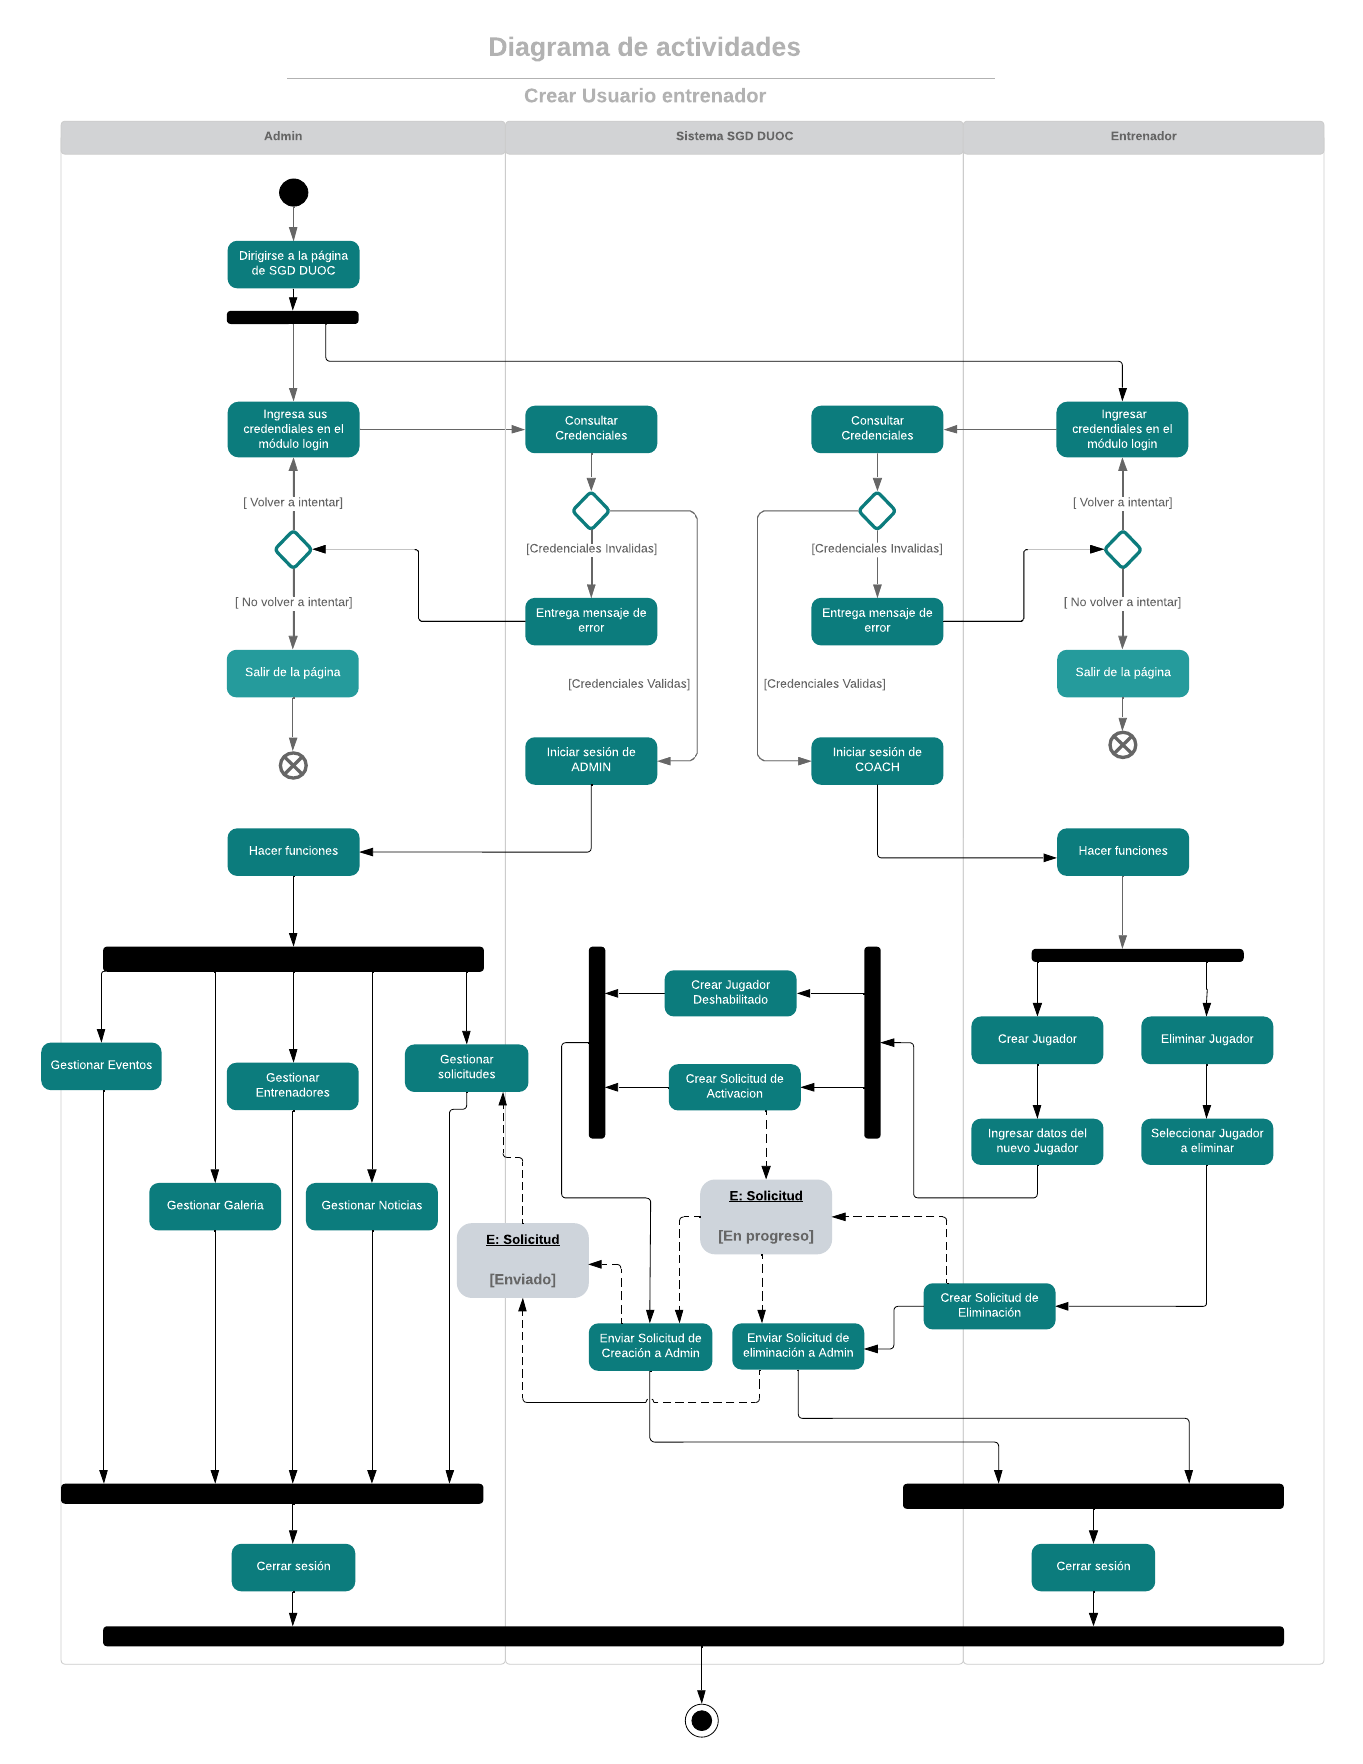 Diagrama de actividades
Crear Usuario entrenador
Admin
Sistema SGD DUOC
Entrenador
Dirigirse a la página
de SGD DUOC
Ingresa sus
credendiales en el
módulo login
Consultar
Credenciales
Consultar
Credenciales
Ingresar
credenciales en el
módulo login
[ Volver a intentar]
[ Volver a intentar]
[Credenciales Invalidas]
[Credenciales Invalidas]
[ No volver a intentar]
[ No volver a intentar]
Entrega mensaje de
error
Entrega mensaje de
error
Salir de la página
Salir de la página
[Credenciales Validas]
[Credenciales Validas]
Iniciar sesión de
ADMIN
Iniciar sesión de
COACH
Hacer funciones
Hacer funciones
Crear Jugador
Deshabilitado
Crear Jugador
Eliminar Jugador
Gestionar Eventos
Gestionar
Entrenadores
Gestionar
solicitudes
Crear Solicitud de
Activacion
Ingresar datos del
nuevo Jugador
Seleccionar Jugador
a eliminar
Gestionar Galeria
Gestionar Noticias
E: Solicitud
[En progreso]
E: Solicitud
[Enviado]
Crear Solicitud de
Eliminación
Enviar Solicitud de
Creación a Admin
Enviar Solicitud de
eliminación a Admin
Cerrar sesión
Cerrar sesión